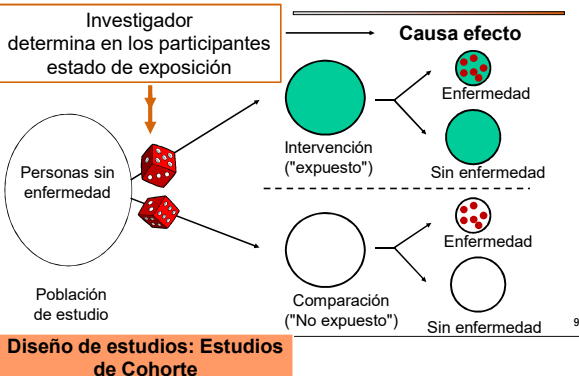 Investigador
determina en los participantes
estado de exposición
Causa efecto
Enfermedad
Intervención
("expuesto")
Sin enfermedad
Personas sin
enfermedad
Enfermedad
Población
de estudio
Comparación
("No expuesto")
Sin enfermedad
9
Diseño de estudios: Estudios
de Cohorte